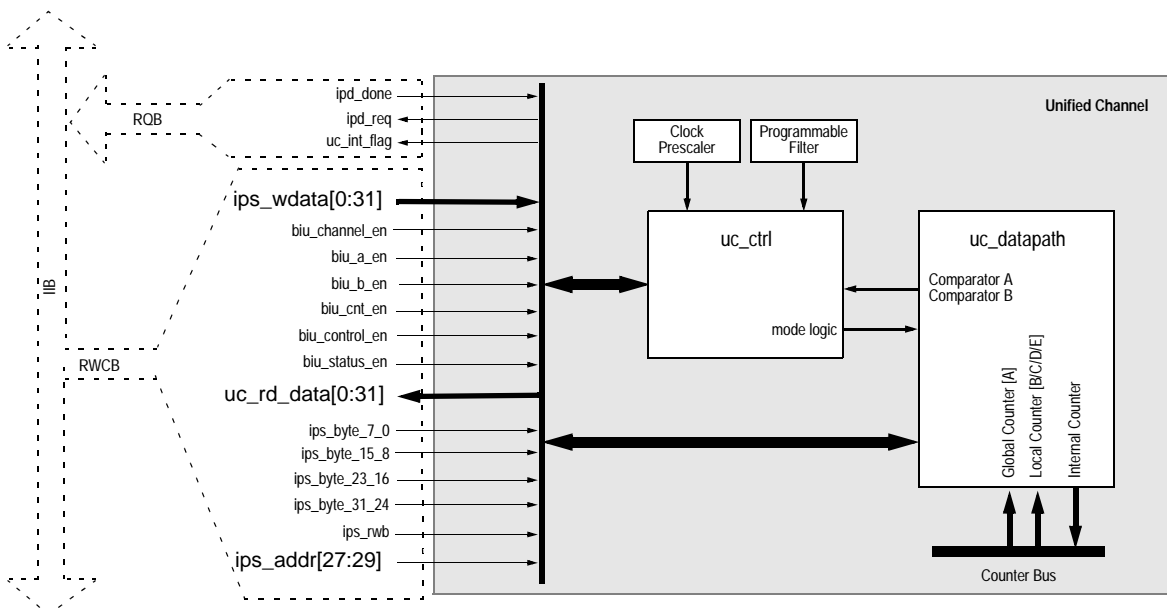 IIB
RQB
RWCB
ipd_done
ipd_req
uc_int_flag
ips_wdata[0:31]
biu_channel_en
biu_a_en
biu_b_en
biu_cnt_en
biu_control_en
biu_status_en
uc_rd_data[0:31]
ips_byte_7_0
ips_byte_15_8
ips_byte_23_16
ips_byte_31_24
ips_rwb
ips_addr[27:29]
Unified Channel
Clock
Prescaler
Programmable
Filter
uc_ctrl
mode logic
uc_datapath
Comparator A
Comparator B
Global Counter [A]
Local Counter [B/C/D/E]
Internal Counter
Counter Bus